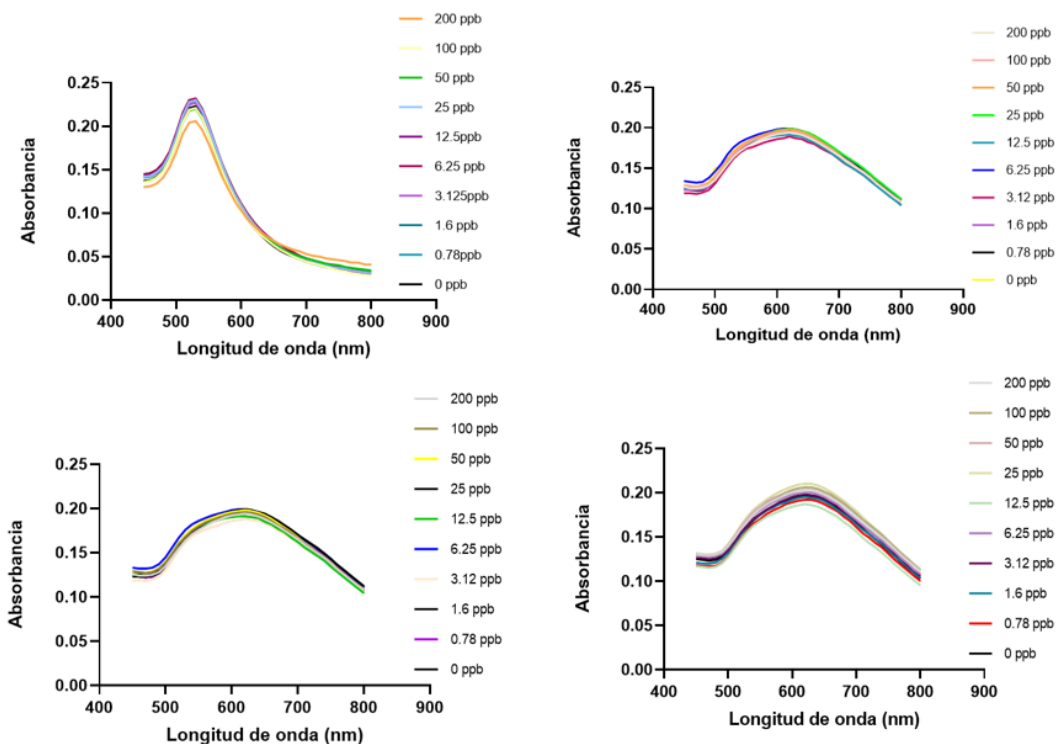 200 ppb
100 ppb
50 ppb
25 ppb
12.5ppb
6.25 ppb
3.125ppb
1.6 ppb
0.78ppb
0 ppb
Absorbancia
0.25
0.20
0.15
0.10
0.05
0.00
400 500 600 700 800 900
Longitud de onda (nm)
200 ppb
100 ppb
50 ppb
25 ppb
12.5 ppb
6.25 ppb
3.12 ppb
1.6 ppb
0.78 ppb
0 ppb
Absorbancia
0.25
0.20
0.15
0.10
0.05
0.00
400 500 600 700 800 900
Longitud de onda (nm)
200 ppb
100 ppb
50 ppb
25 ppb
12.5 ppb
6.25 ppb
3.12 ppb
1.6 ppb
0.78 ppb
0 ppb
Absorbancia
0.25
0.20
0.15
0.10
0.05
0.00
400 500 600 700 800 900
Longitud de onda (nm)
200 ppb
100 ppb
50 ppb
25 ppb
12.5 ppb
6.25 ppb
3.12 ppb
1.6 ppb
0.78 ppb
0 ppb
Absorbancia
0.25
0.20
0.15
0.10
0.05
0.00
400 500 600 700 800 900
Longitud de onda (nm)